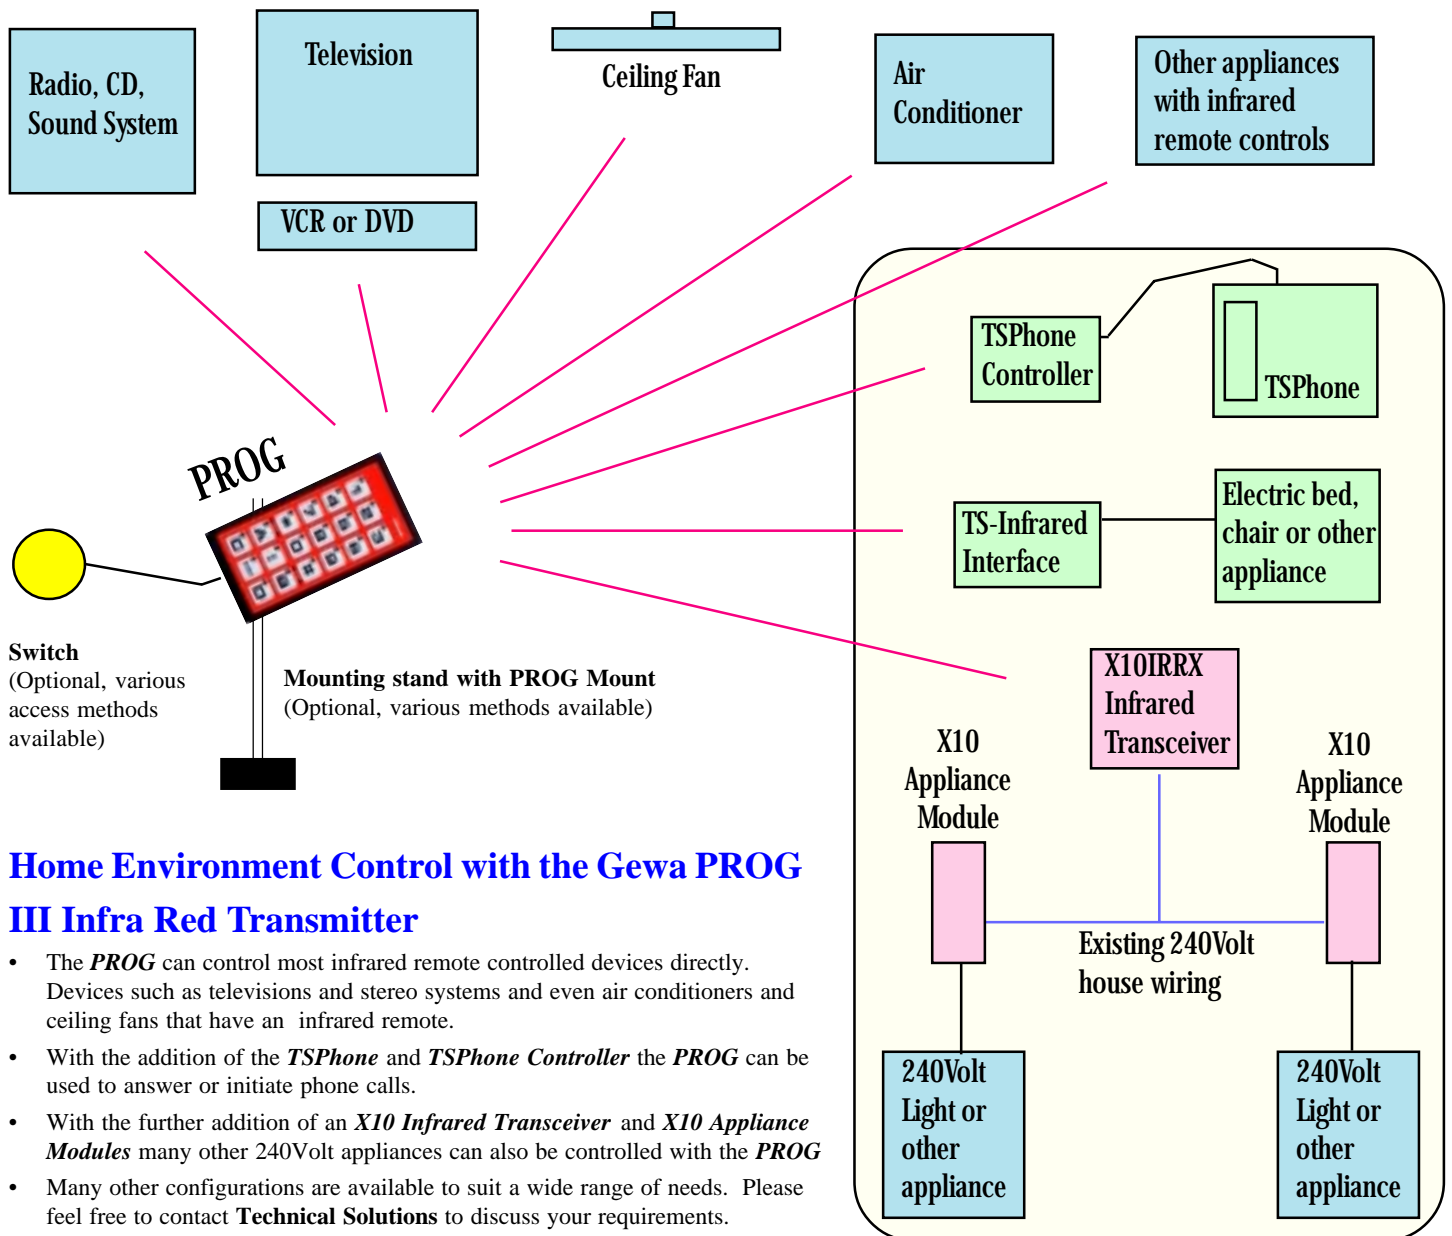 Radio, CD,
Sound System
Television
VCR or DVD
Ceiling Fan
Air
Conditioner
Other appliances
with infrared
remote controls
TSPhone
Controller
TSPhone
PROG
TS-Infrared
Interface
Electric bed,
chair or other
appliance
Switch
(Optional, various
access methods
available)
Mounting stand with PROG Mount
(Optional, various methods available)
X10IRRX
Infrared
Transceiver
X10
Appliance
Module
X10
Appliance
Module
Existing 240Volt
house wiring
240Volt
Light or
other
appliance
240Volt
Light or
other
appliance
Home Environment Control with the Gewa PROG
III Infra Red Transmitter
• The PROG can control most infrared remote controlled devices directly.
Devices such as televisions and stereo systems and even air conditioners and
ceiling fans that have an infrared remote.
• With the addition of the TSPhone and TSPhone Controller the PROG can be
used to answer or initiate phone calls.
• With the further addition of an X10 Infrared Transceiver and X10 Appliance
Modules many other 240Volt appliances can also be controlled with the PROG
• Many other configurations are available to suit a wide range of needs. Please
feel free to contact Technical Solutions to discuss your requirements.